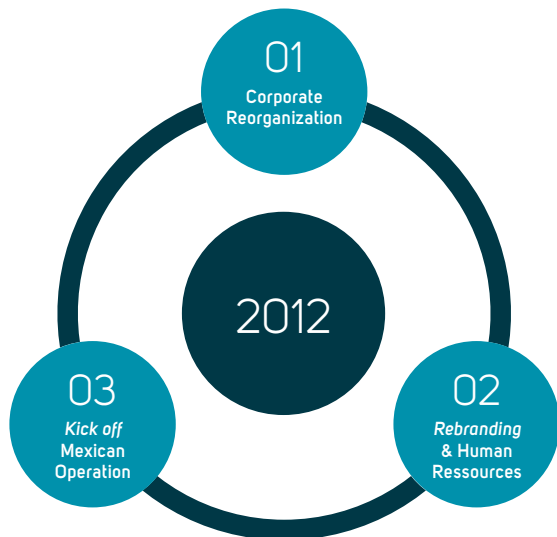 01
Corporate
Reorganization
2012
03
Kick off
Mexican
Operation
02
Rebranding
& Human
Ressources